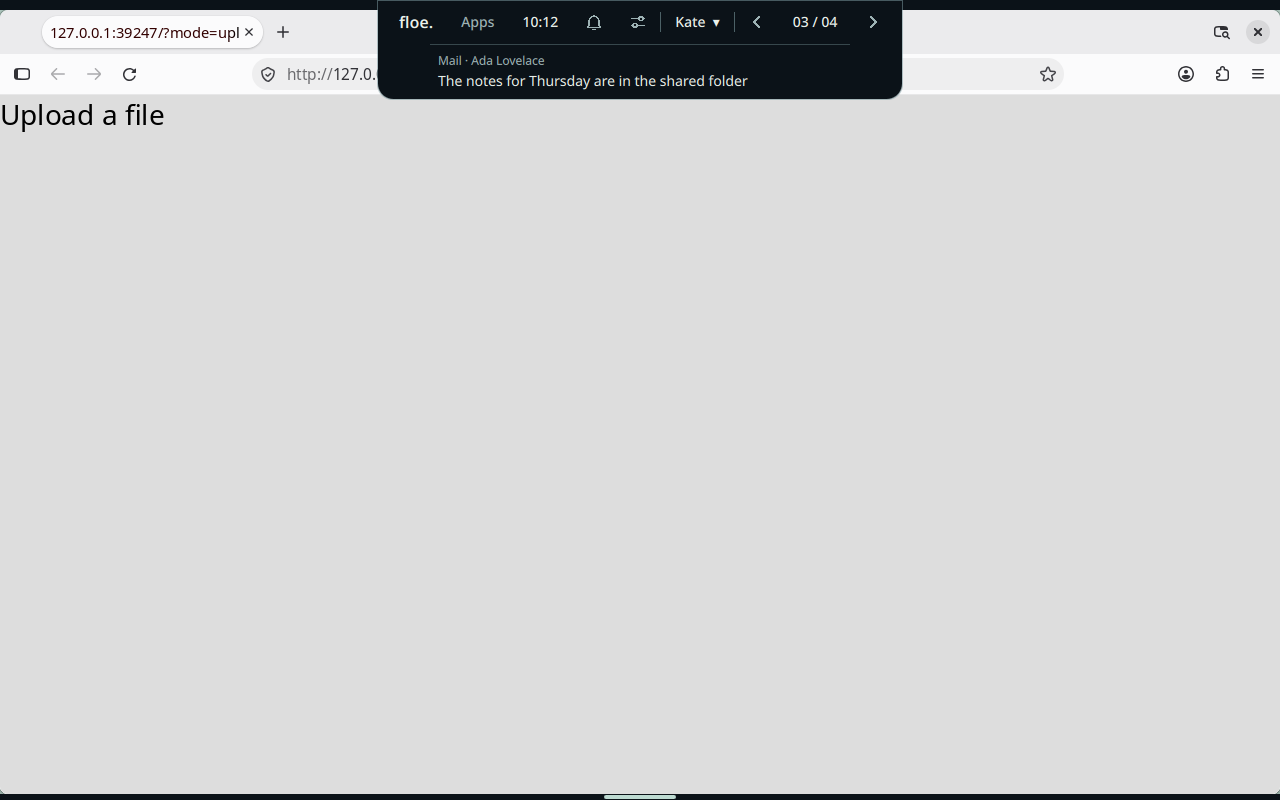 floe. Apps 10:12 Kate ▾ 03 / 04
127.0.0.1:39247/?mode=upl
Mail · Ada Lovelace
http://127.0.
The notes for Thursday are in the shared folder
Upload a file